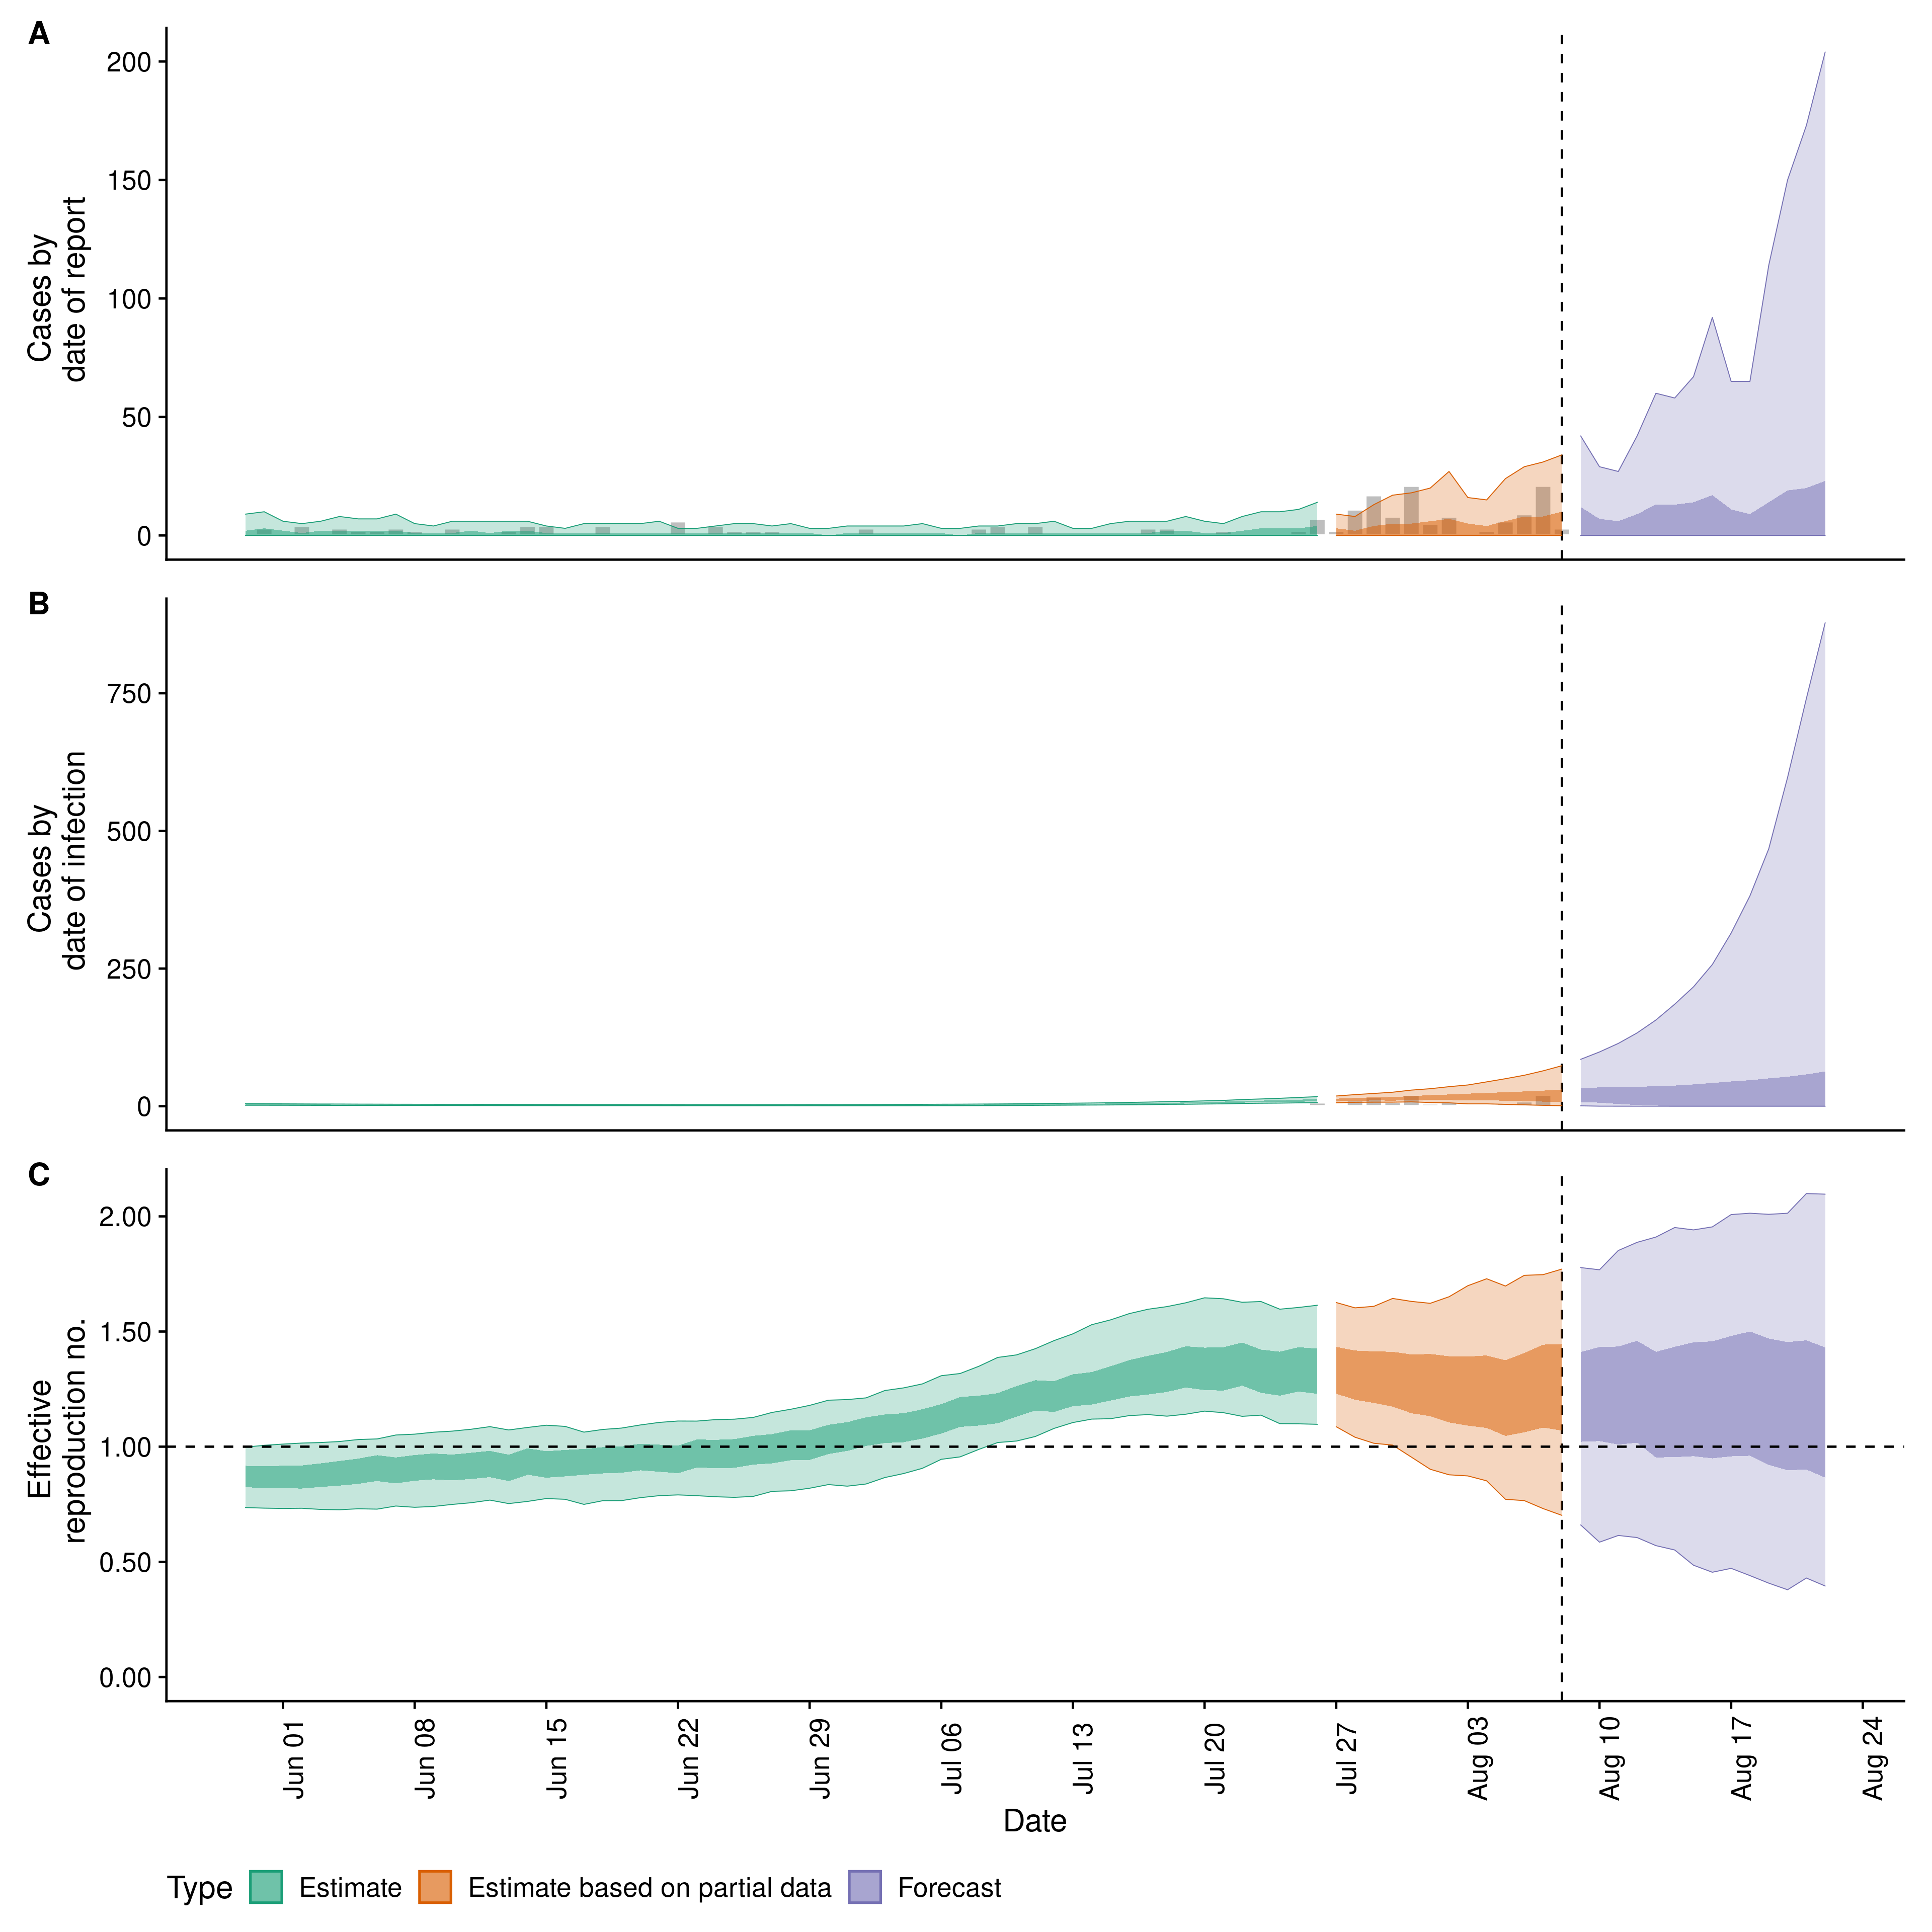 A
200
150
100
50
0
Cases by
date of report
B
750
500
250
0
Cases by
date of infection
C
2.00
1.50
1.00
0.50
0.00
Effective
reproduction no.
Jun 01
Jun 08
Jun 15
Jun 22
Jun 29
Jul 06
Jul 13
Jul 20
Jul 27
Aug 03
Aug 10
Aug 17
Aug 24
Date
Type Estimate Estimate based on partial data Forecast